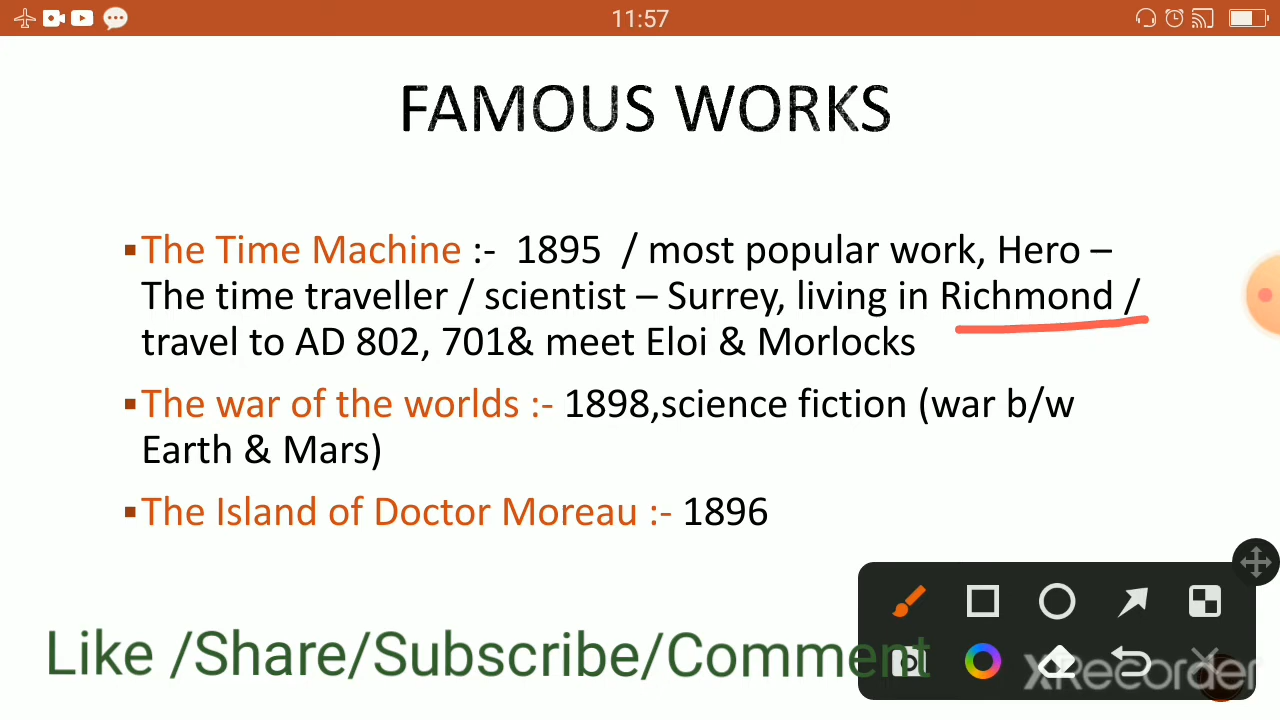 11:57
FAMOUS WORKS
▪The Time Machine :- 1895 / most popular work, Hero –
The time traveller / scientist – Surrey, living in Richmond /
travel to AD 802, 701& meet Eloi & Morlocks
▪The war of the worlds :- 1898,science fiction (war b/w
Earth & Mars)
▪The Island of Doctor Moreau :- 1896
Like /Share/Subscribe/Comment
XRecorder